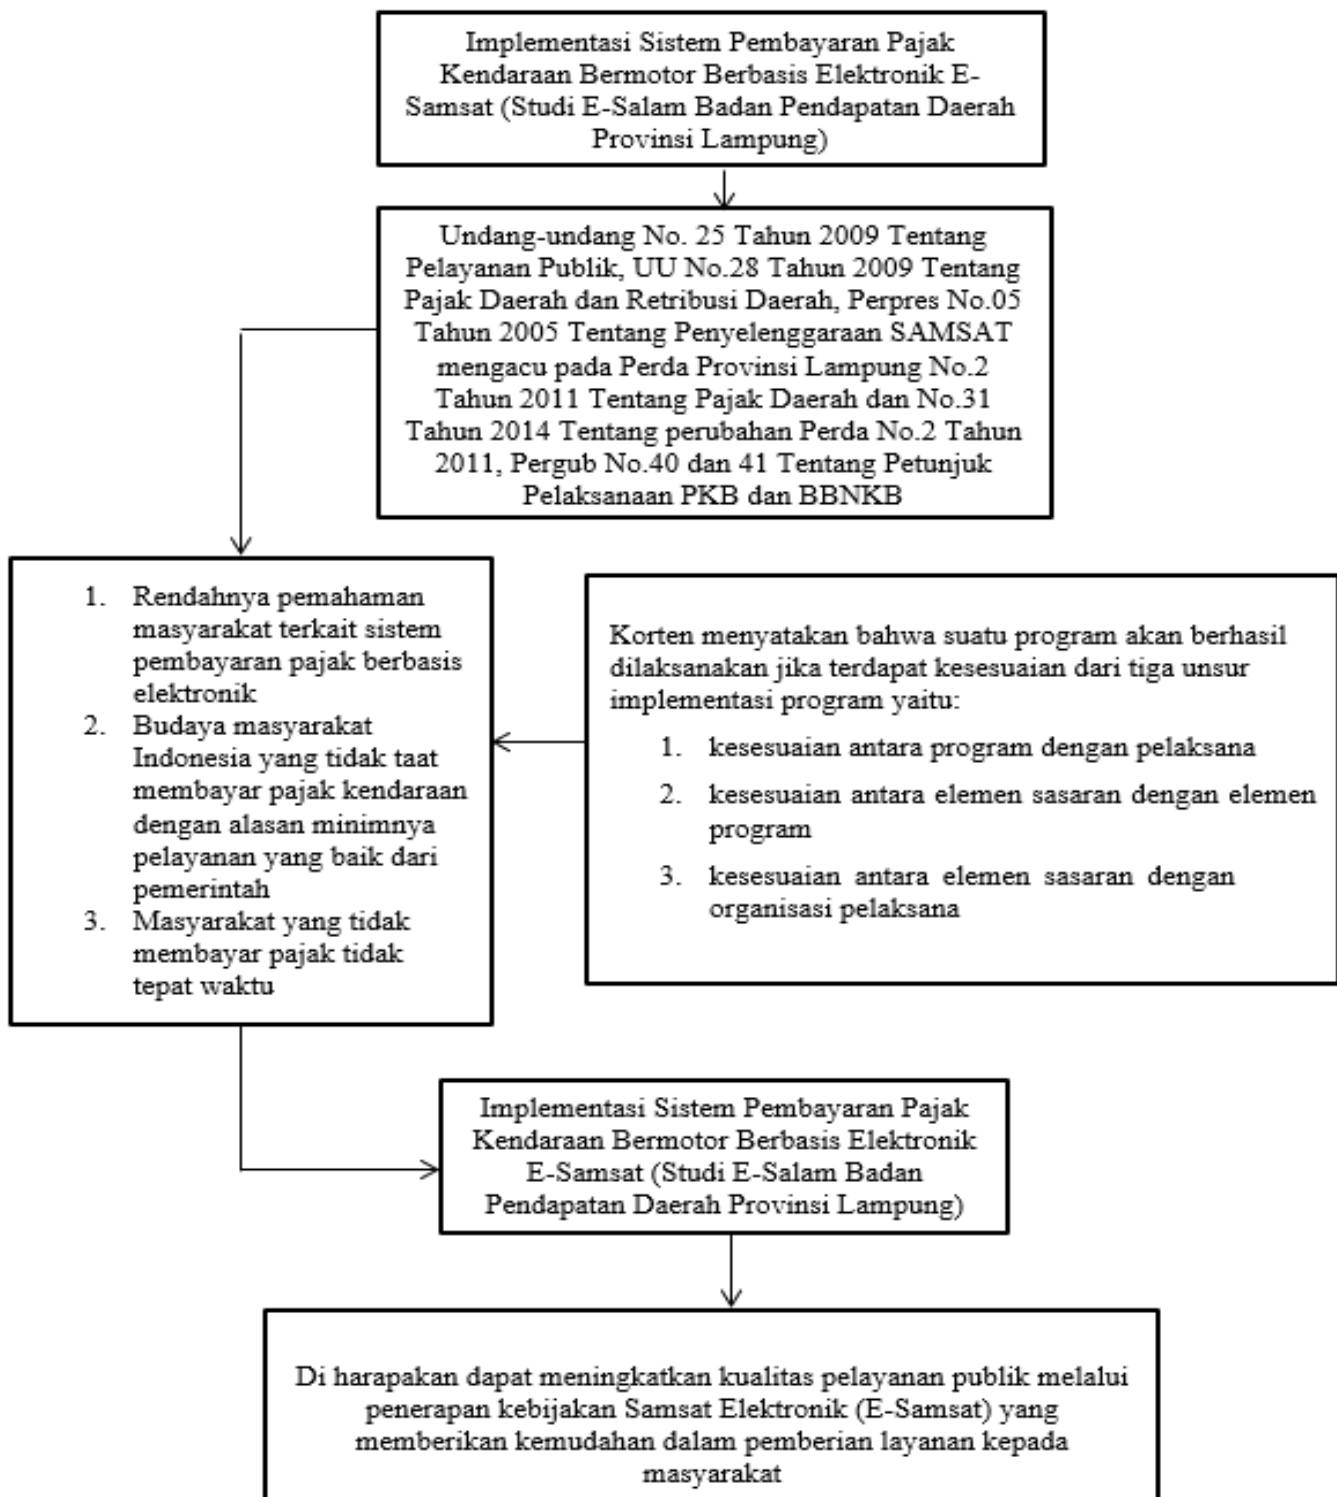 Implementasi Sistem Pembayaran Pajak
Kendaraan Bermotor Berbasis Elektronik E-
Samsat (Studi E-Salam Badan Pendapatan Daerah
Provinsi Lampung)
Undang-undang No. 25 Tahun 2009 Tentang
Pelayanan Publik, UU No.28 Tahun 2009 Tentang
Pajak Daerah dan Retribusi Daerah, Perpres No.05
Tahun 2005 Tentang Penyelenggaraan SAMSAT
mengacu pada Perda Provinsi Lampung No.2
Tahun 2011 Tentang Pajak Daerah dan No.31
Tahun 2014 Tentang perubahan Perda No.2 Tahun
2011, Pergub No.40 dan 41 Tentang Petunjuk
Pelaksanaan PKB dan BBNKB
1. Rendahnya pemahaman
masyarakat terkait sistem
pembayaran pajak berbasis
elektronik
2. Budaya masyarakat
Indonesia yang tidak taat
membayar pajak kendaraan
dengan alasan minimnya
pelayanan yang baik dari
pemerintah
3. Masyarakat yang tidak
membayar pajak tidak
tepat waktu
Korten menyatakan bahwa suatu program akan berhasil
dilaksanakan jika terdapat kesesuaian dari tiga unsur
implementasi program yaitu:
1. kesesuaian antara program dengan pelaksana
2. kesesuaian antara elemen sasaran dengan elemen
program
3. kesesuaian antara elemen sasaran dengan
organisasi pelaksana
Implementasi Sistem Pembayaran Pajak
Kendaraan Bermotor Berbasis Elektronik
E-Samsat (Studi E-Salam Badan
Pendapatan Daerah Provinsi Lampung)
Di harapakan dapat meningkatkan kualitas pelayanan publik melalui
penerapan kebijakan Samsat Elektronik (E-Samsat) yang
memberikan kemudahan dalam pemberian layanan kepada
masyarakat